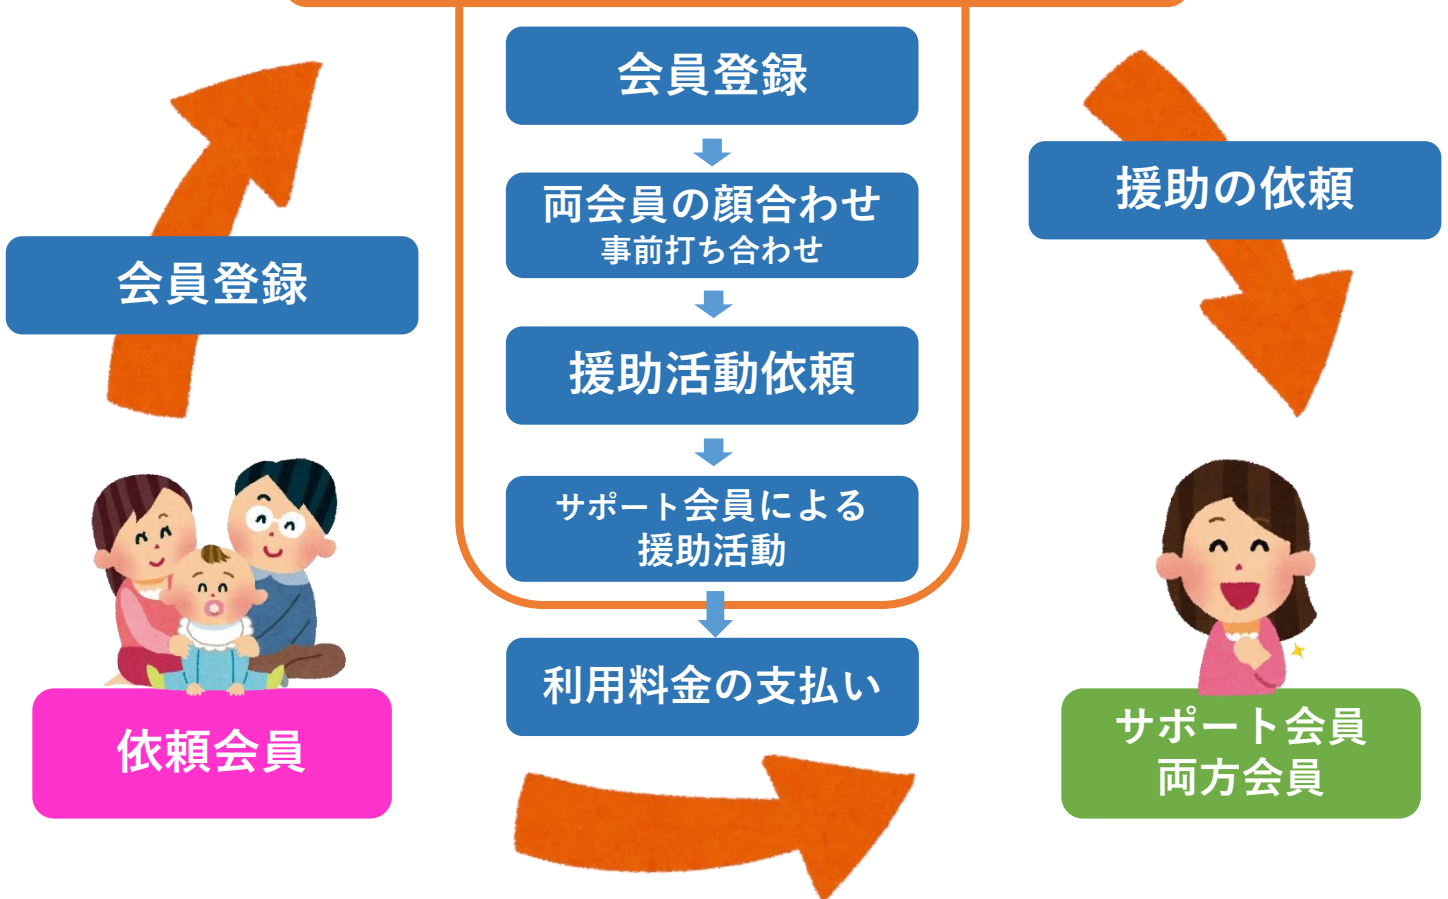 会員登録
両会員の顔合わせ
事前打ち合わせ
援助の依頼
会員登録
援助活動依頼
サポート会員による
援助活動
利用料金の支払い
依頼会員
サポート会員
両方会員